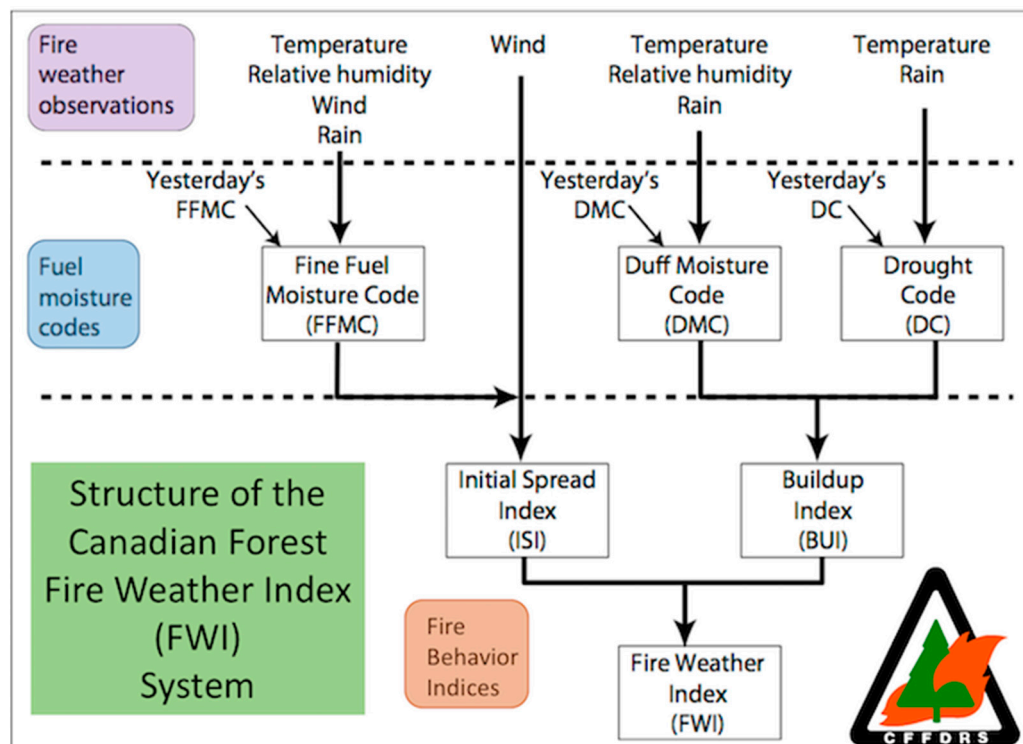 Fire
weather
observations
Temperature
Relative humidity
Wind
Rain
Wind
Temperature
Relative humidity
Rain
Temperature
Rain
Yesterday's
FFMC
Yesterday's
DMC
Yesterday's
DC
Fuel
moisture
codes
Fine Fuel
Moisture Code
(FFMC)
Duff Moisture
Code
(DMC)
Drought
Code
(DC)
Structure of the
Canadian Forest
Fire Weather Index
(FWI)
System
Initial Spread
Index
(ISI)
Buildup
Index
(BUI)
Fire
Behavior
Indices
Fire Weather
Index
(FWI)
CFFDRS